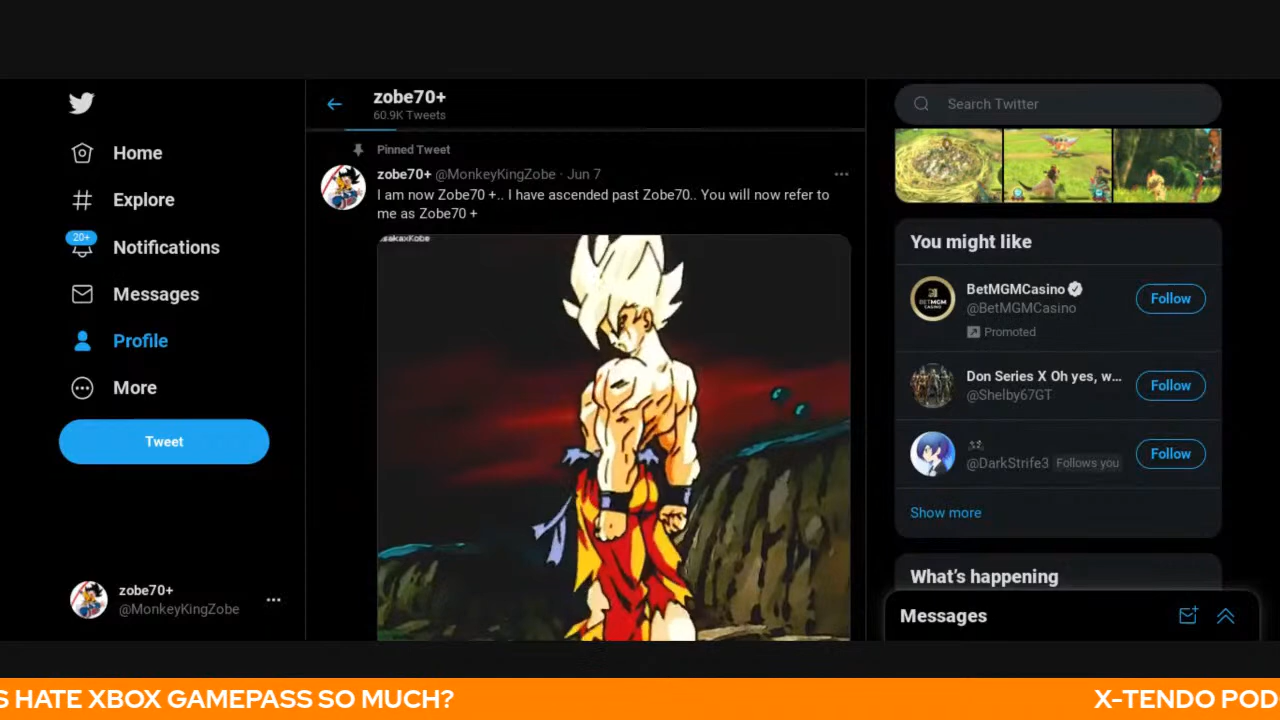 Home
Explore
20+
Notifications
Messages
Profile
More
Tweet
zobe70+
@MonkeyKingZobe
zobe70+
60.9K Tweets
Pinned Tweet
zobe70+ @MonkeyKingZobe · Jun 7
I am now Zobe70 +.. I have ascended past Zobe70.. You will now refer to
me as Zobe70 +
Search Twitter
You might like
BetMGMCasino
@BetMGMCasino
Promoted
Follow
Don Series X Oh yes, w...
@Shelby67GT
Follow
@DarkStrife3 Follows you
Follow
Show more
What's happening
Messages
S HATE XBOX GAMEPASS SO MUCH?
X-TENDO POD